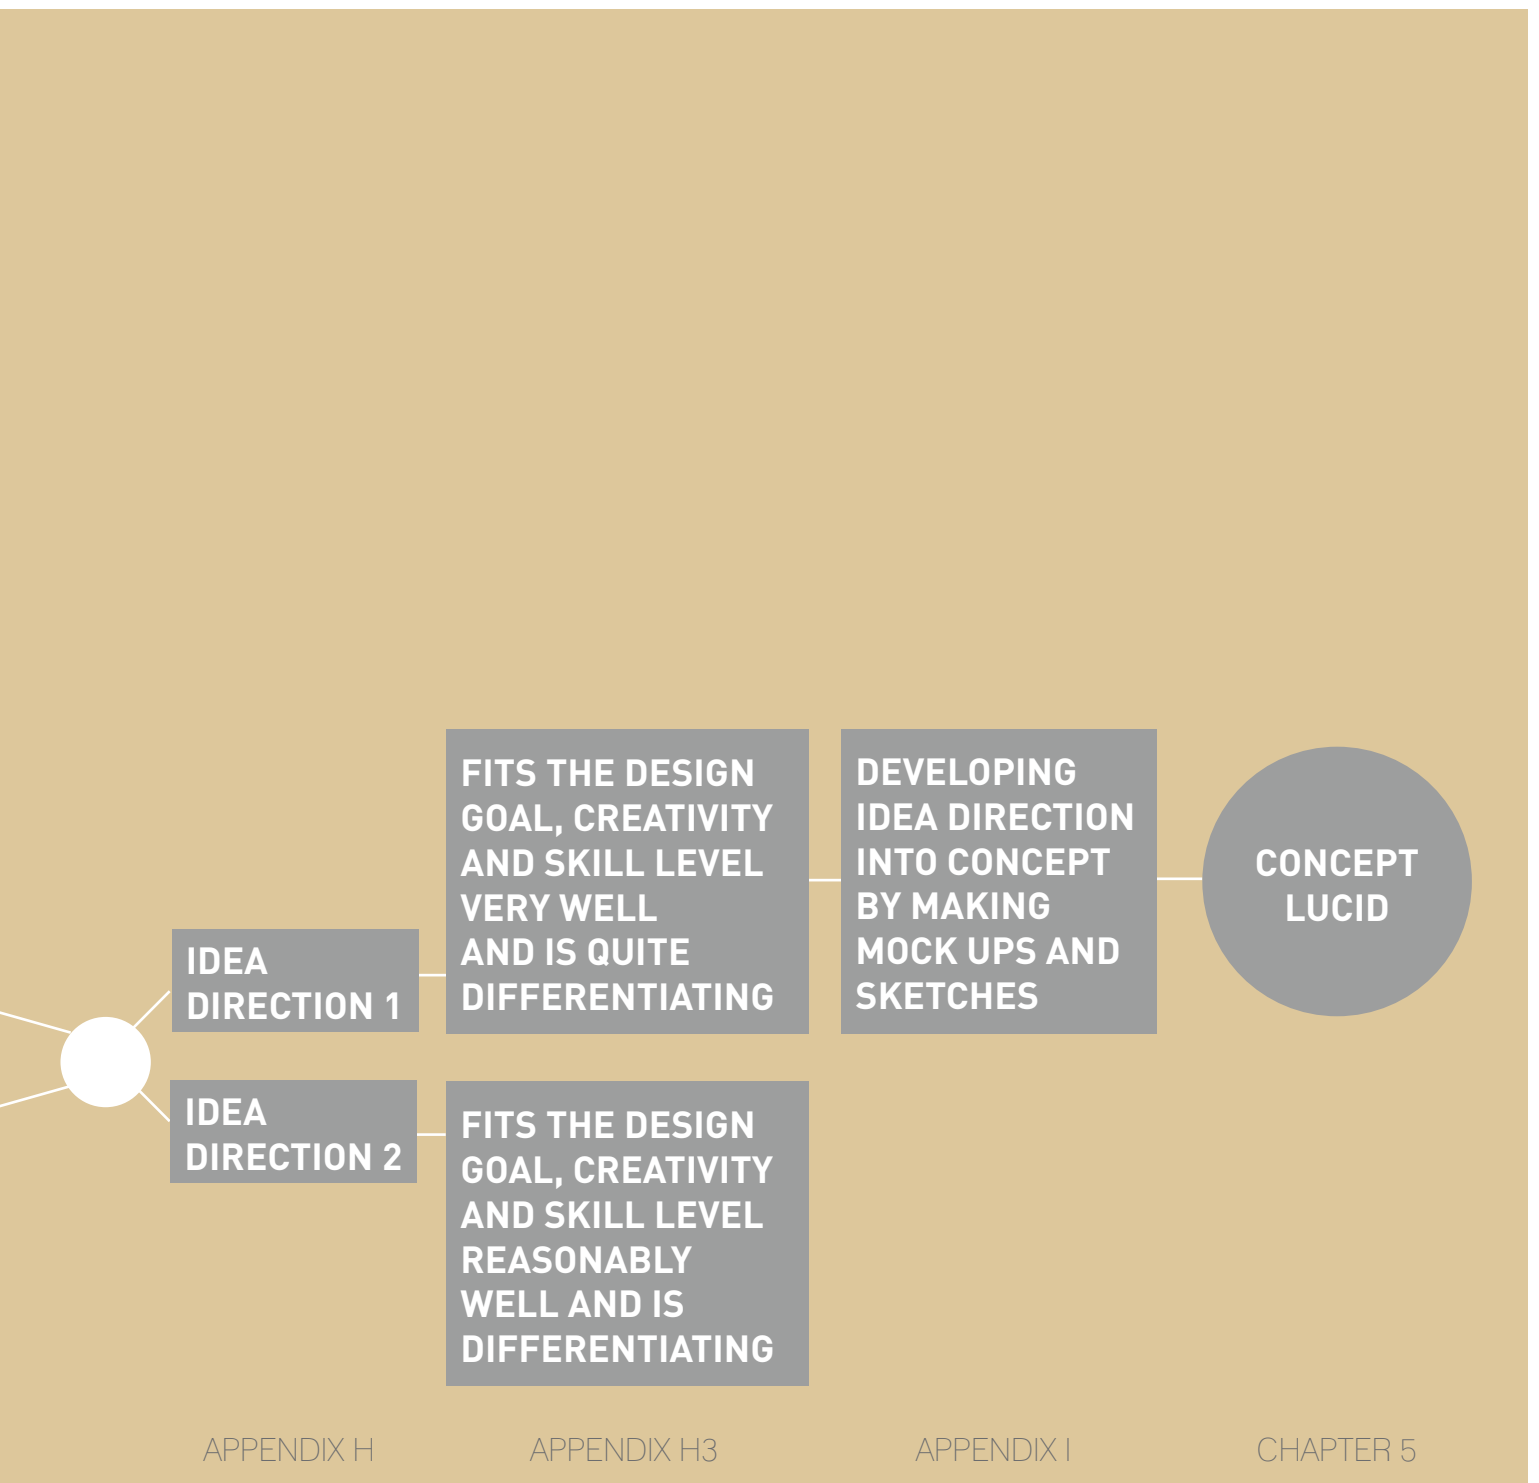 IDEA
DIRECTION 1
FITS THE DESIGN
GOAL, CREATIVITY
AND SKILL LEVEL
VERY WELL
AND IS QUITE
DIFFERENTIATING
DEVELOPING
IDEA DIRECTION
INTO CONCEPT
BY MAKING
MOCK UPS AND
SKETCHES
CONCEPT
LUCID
IDEA
DIRECTION 2
FITS THE DESIGN
GOAL, CREATIVITY
AND SKILL LEVEL
REASONABLY
WELL AND IS
DIFFERENTIATING
APPENDIX H
APPENDIX H3
APPENDIX I
CHAPTER 5